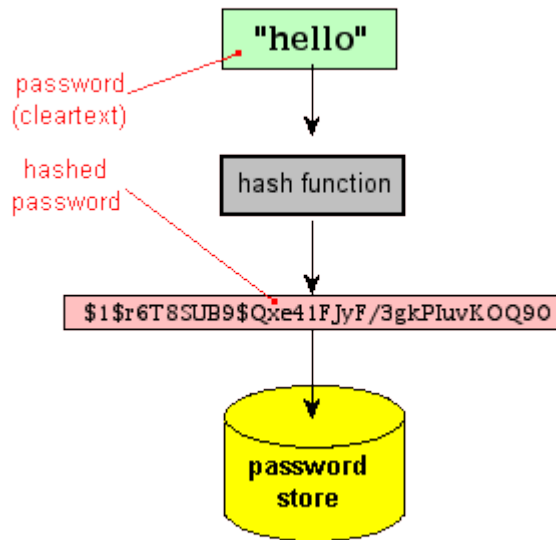 "hello"
password
(cleartext)
hash function
hashed
password
$1$r6T8SUB9$Qxe41FJyF/3gkPIuvKOQ90
password
store